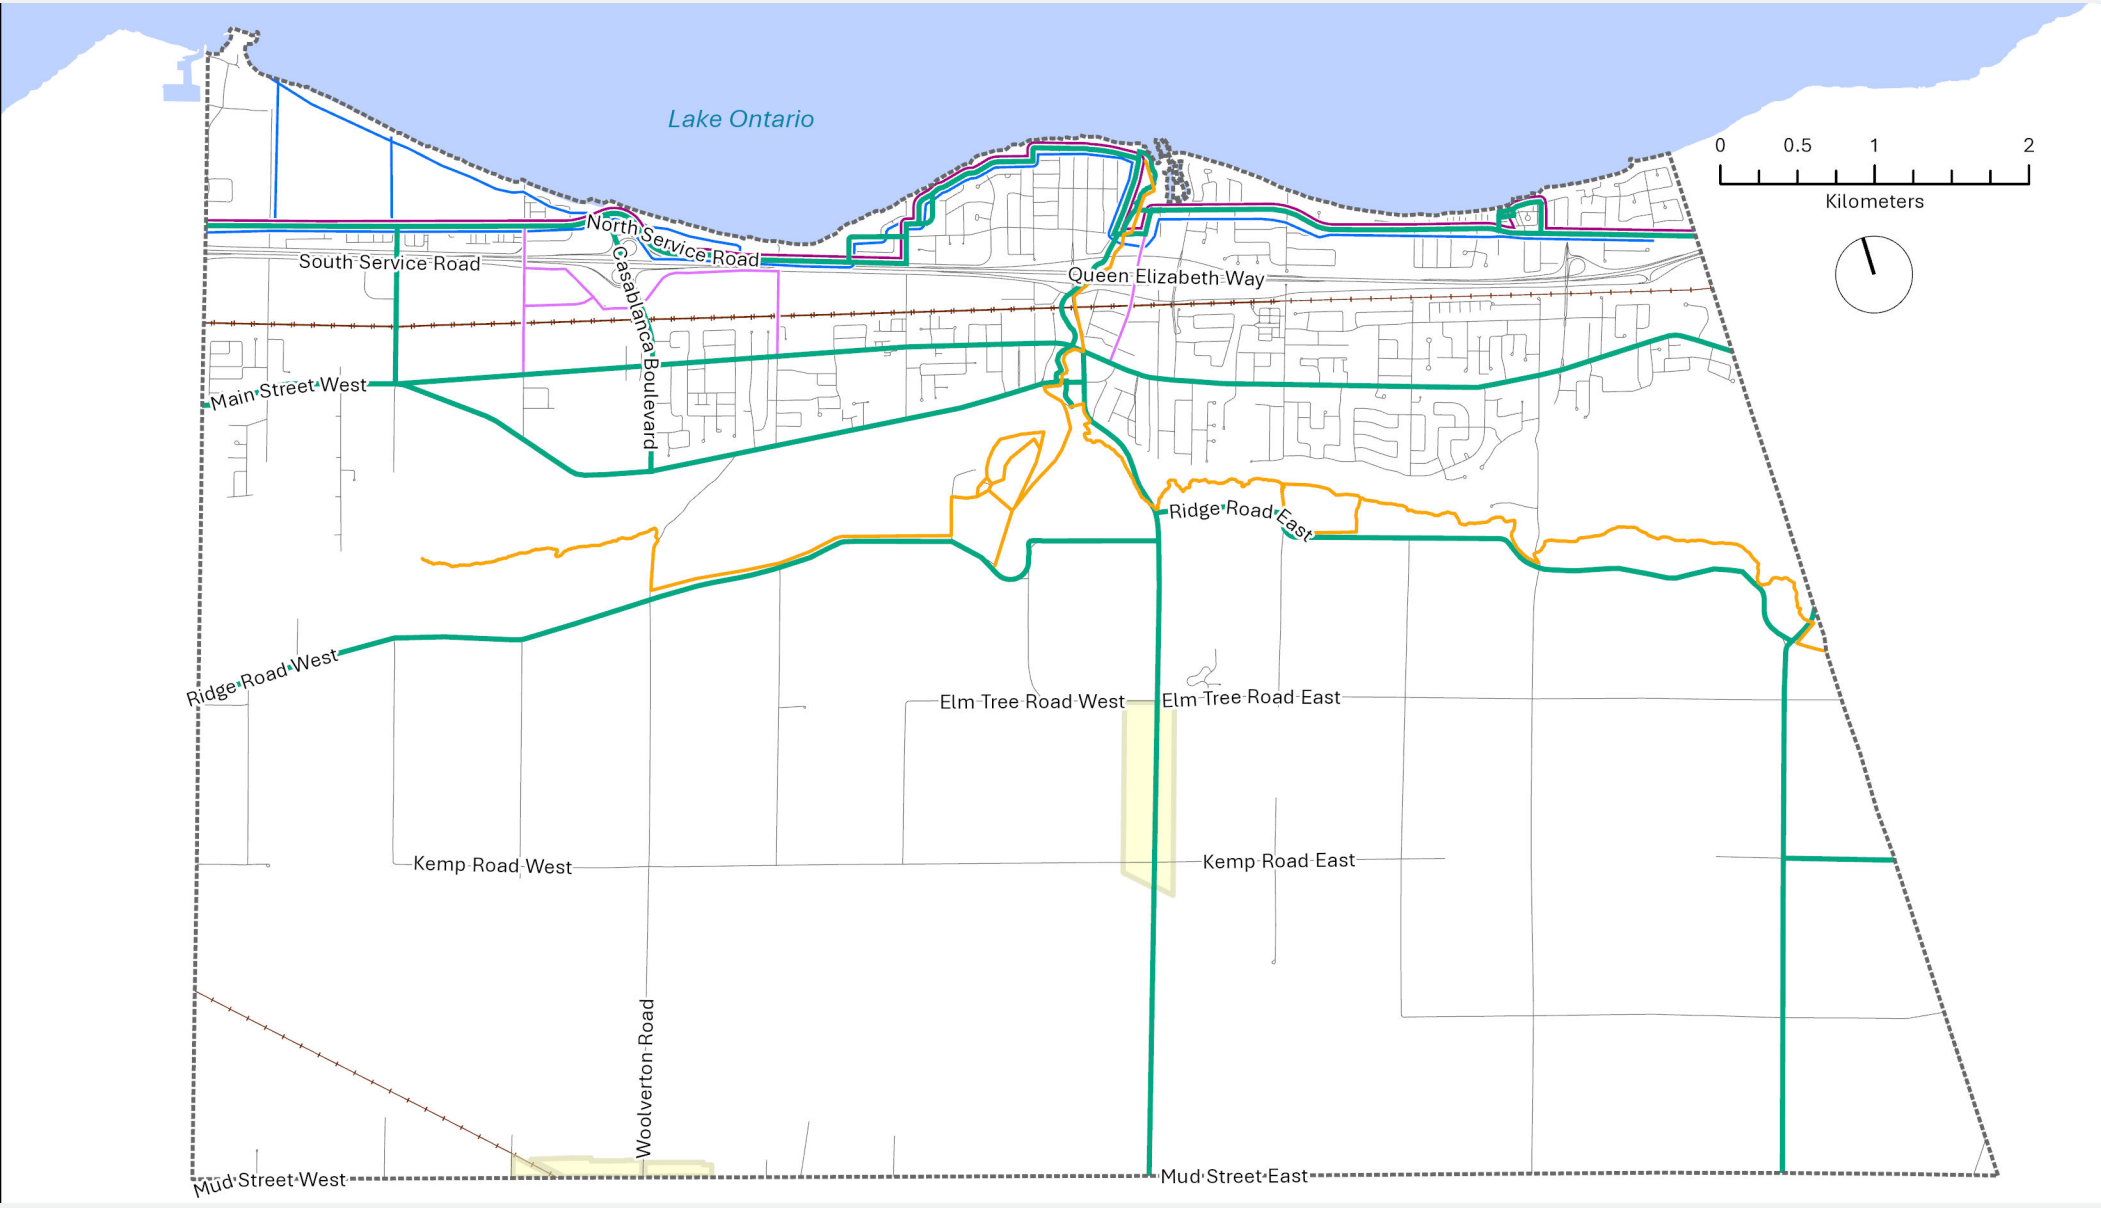 Lake Ontario
0 0.5 1 2
Kilometers
North Service Road
South Service Road
Casablanca Boulevard
Queen Elizabeth Way
Main Street West
Ridge Road East
Ridge Road West
Elm Tree Road West
Elm Tree Road East
Kemp Road West
Kemp Road East
Woolverton Road
Mud Street West
Mud Street East